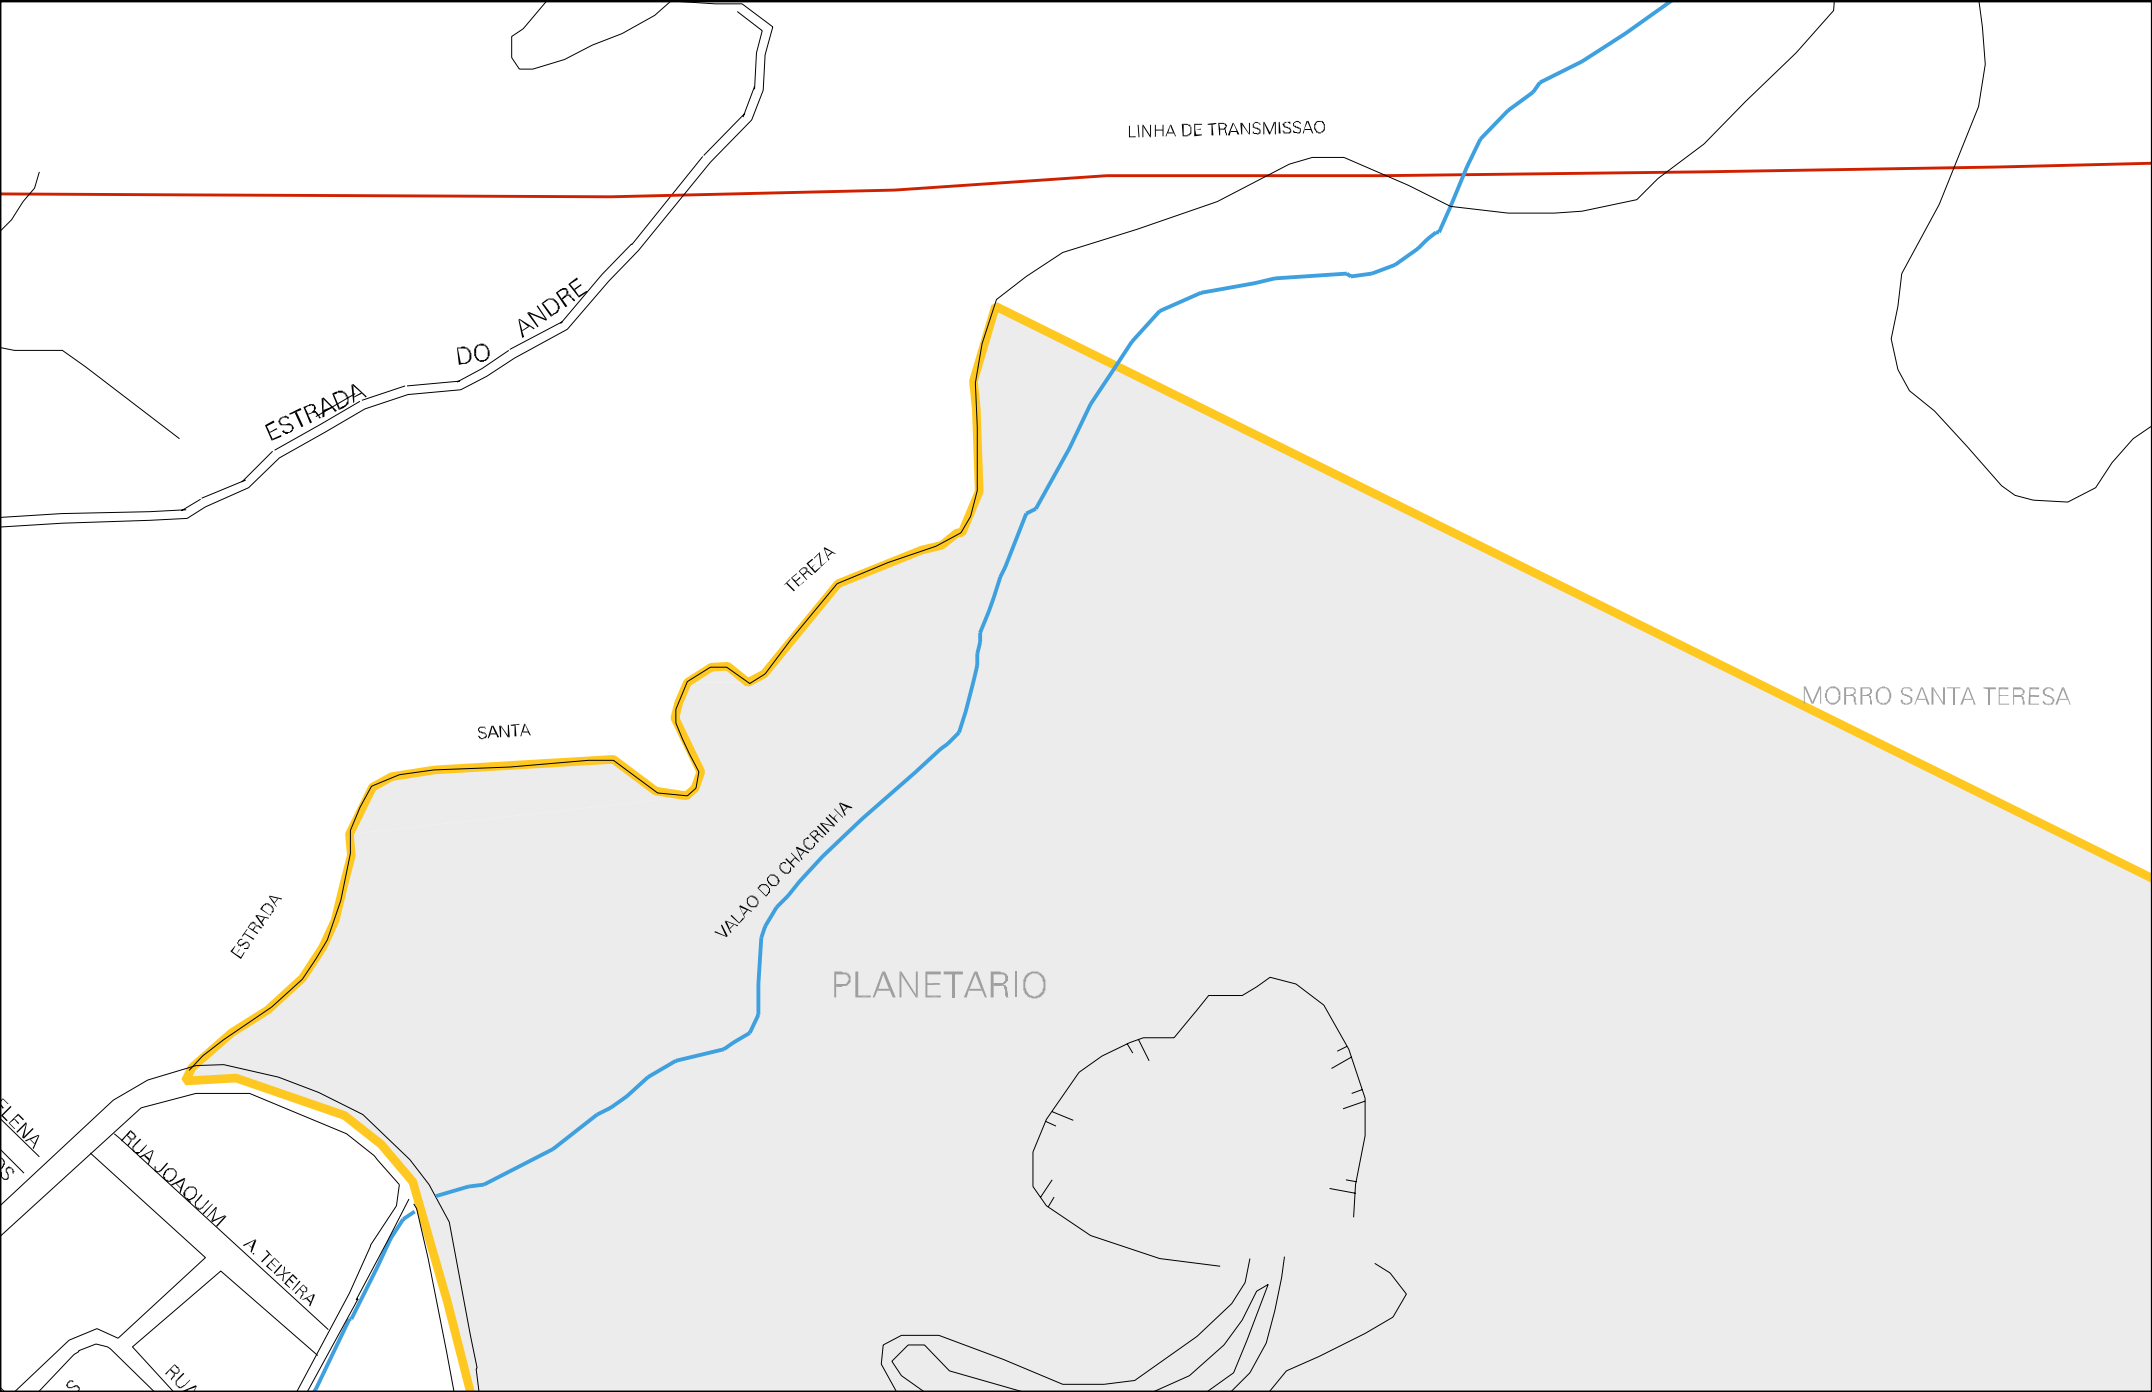 LINHA DE TRANSMISSAO
ESTRADA DO ANDRE
ESTRADA SANTA TEREZA
MORRO SANTA TERESA
VALAO DO CHACRINHA
PLANETARIO
RUA JOAQUIM A. TEIXEIRA
RUA